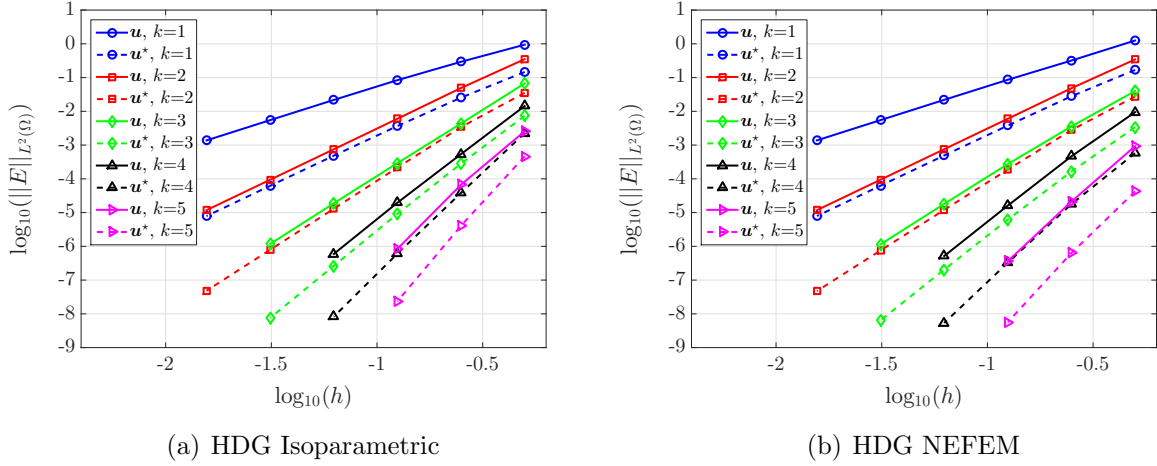 1
0
-1
-2
-3
-4
-5
-6
-7
-8
-9
log₁₀(||E||_{L²(Ω)})
u, k=1
u⋆, k=1
u, k=2
u⋆, k=2
u, k=3
u⋆, k=3
u, k=4
u⋆, k=4
u, k=5
u⋆, k=5
-2 -1.5 -1 -0.5
log₁₀(h)
(a) HDG Isoparametric
1
0
-1
-2
-3
-4
-5
-6
-7
-8
-9
log₁₀(||E||_{L²(Ω)})
u, k=1
u⋆, k=1
u, k=2
u⋆, k=2
u, k=3
u⋆, k=3
u, k=4
u⋆, k=4
u, k=5
u⋆, k=5
-2 -1.5 -1 -0.5
log₁₀(h)
(b) HDG NEFEM